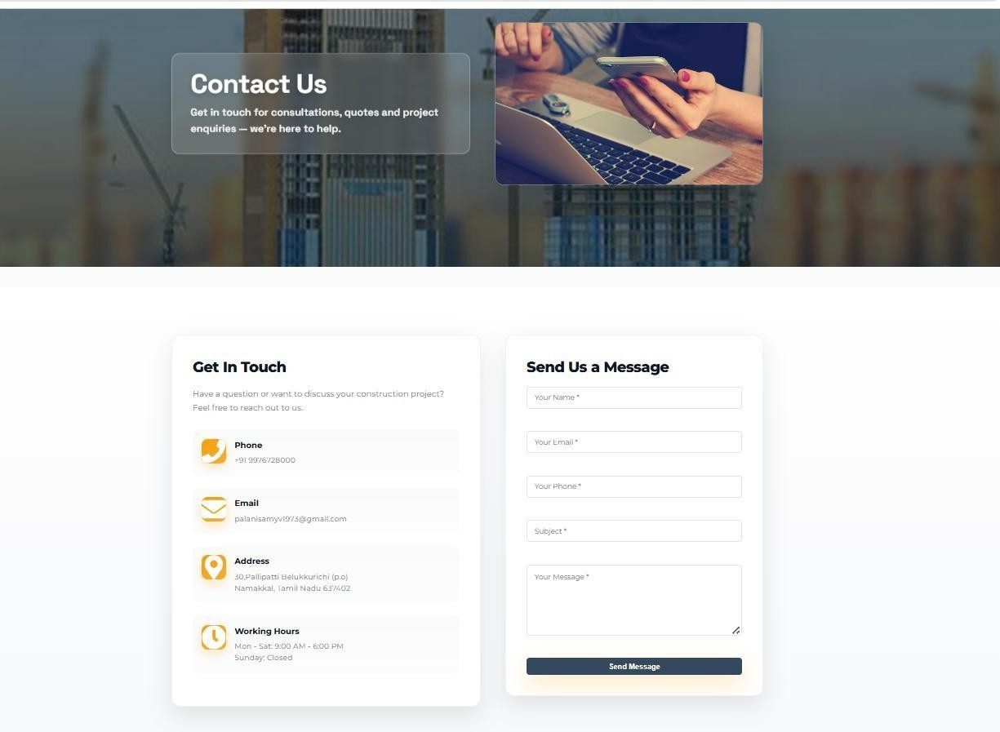 Contact Us
Get in touch for consultations, quotes and project
enquiries — we're here to help.
Get In Touch
Have a question or want to discuss your construction project?
Feel free to reach out to us.
Phone
+91 9976728000
Email
palanisamyv1973@gmail.com
Address
30,Pallipatti Belukkurichi (p.o)
Namakkal, Tamil Nadu 637402
Working Hours
Mon - Sat: 9:00 AM - 6:00 PM
Sunday: Closed
Send Us a Message
Your Name *
Your Email *
Your Phone *
Subject *
Your Message *
Send Message